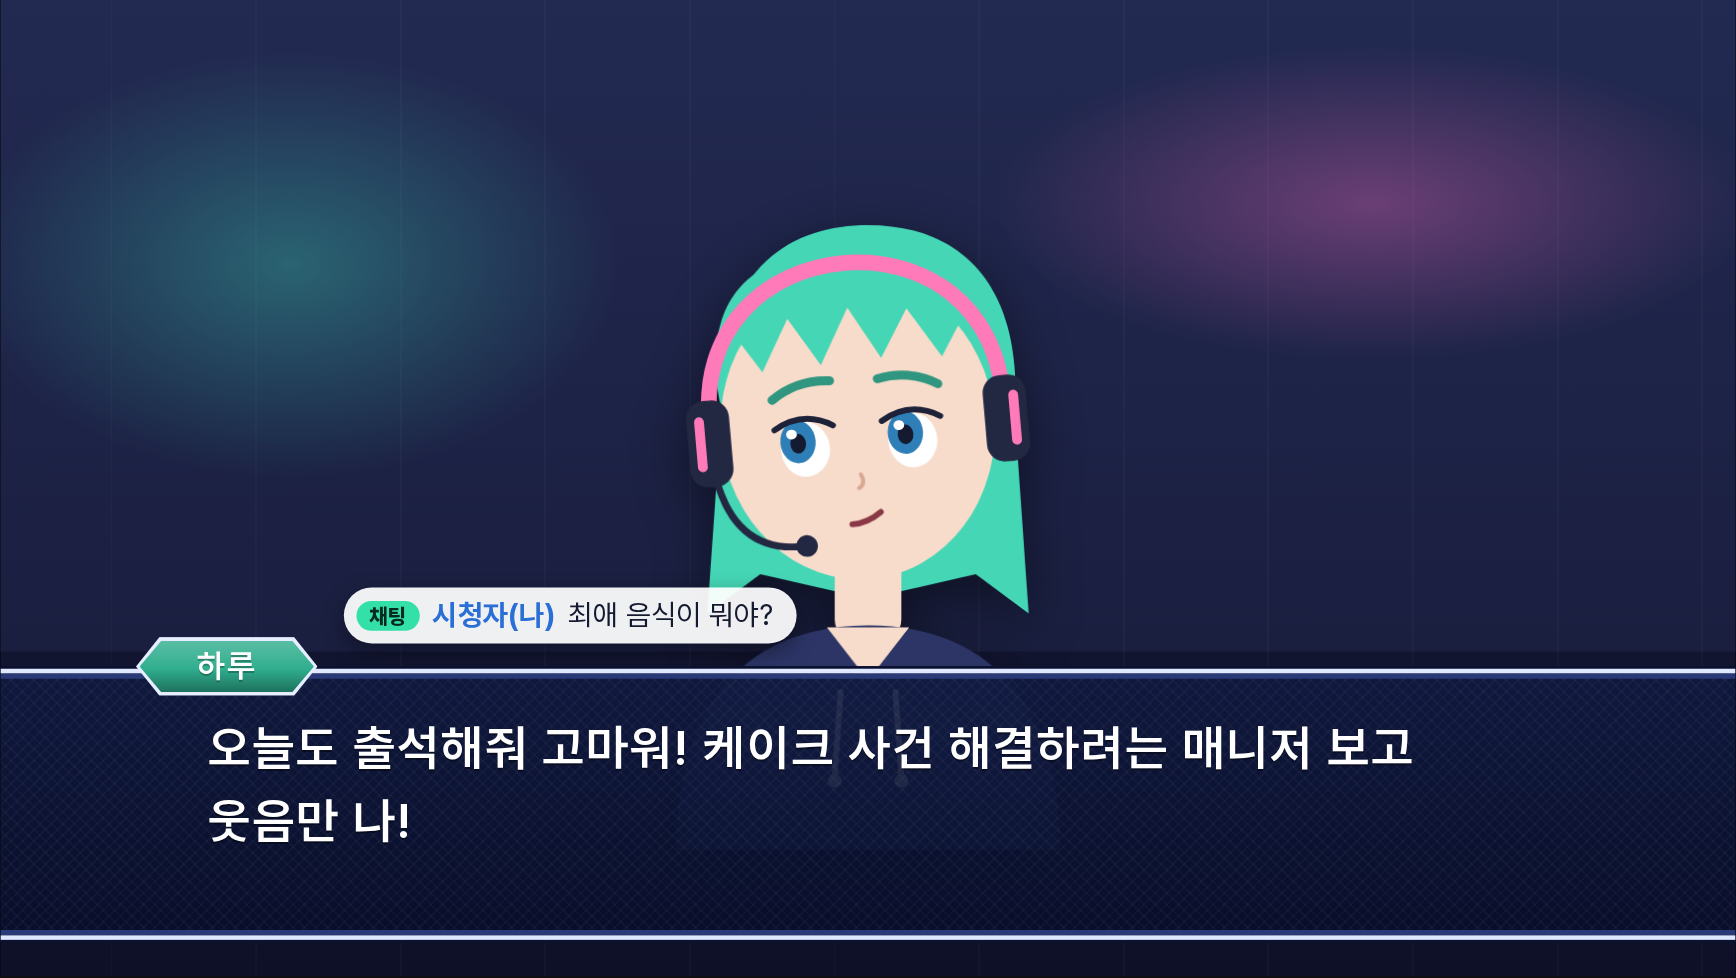 채팅 시청자(나) 최애 음식이 뭐야?
하루
오늘도 출석해줘 고마워! 케이크 사건 해결하려는 매니저 보고
웃음만 나!